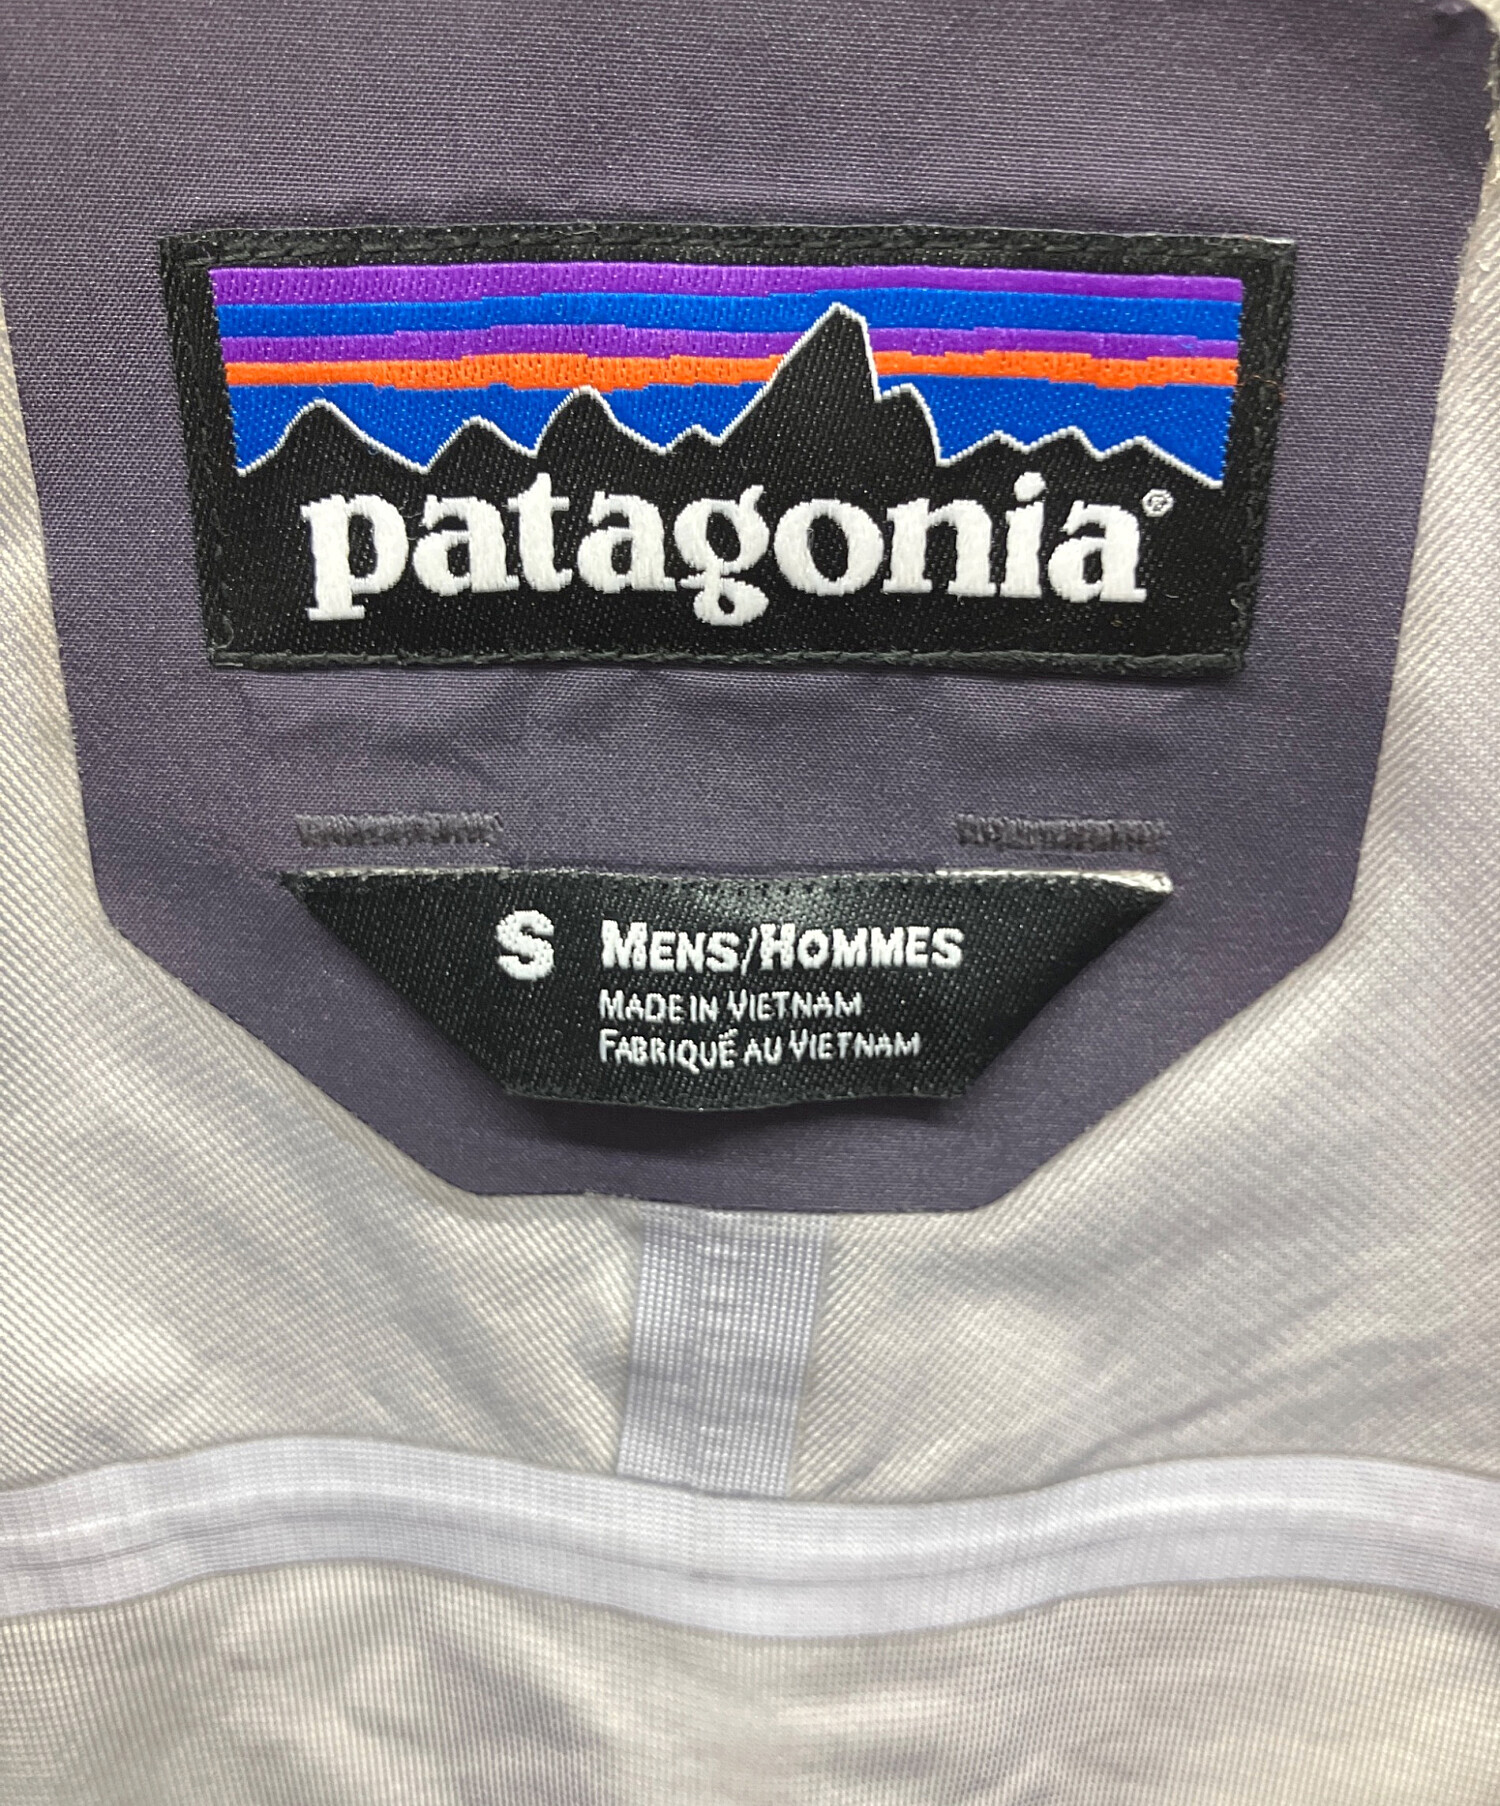 patagonia®
S MENS/HOMMES
MADE IN VIETNAM
FABRIQUÉ AU VIETNAM